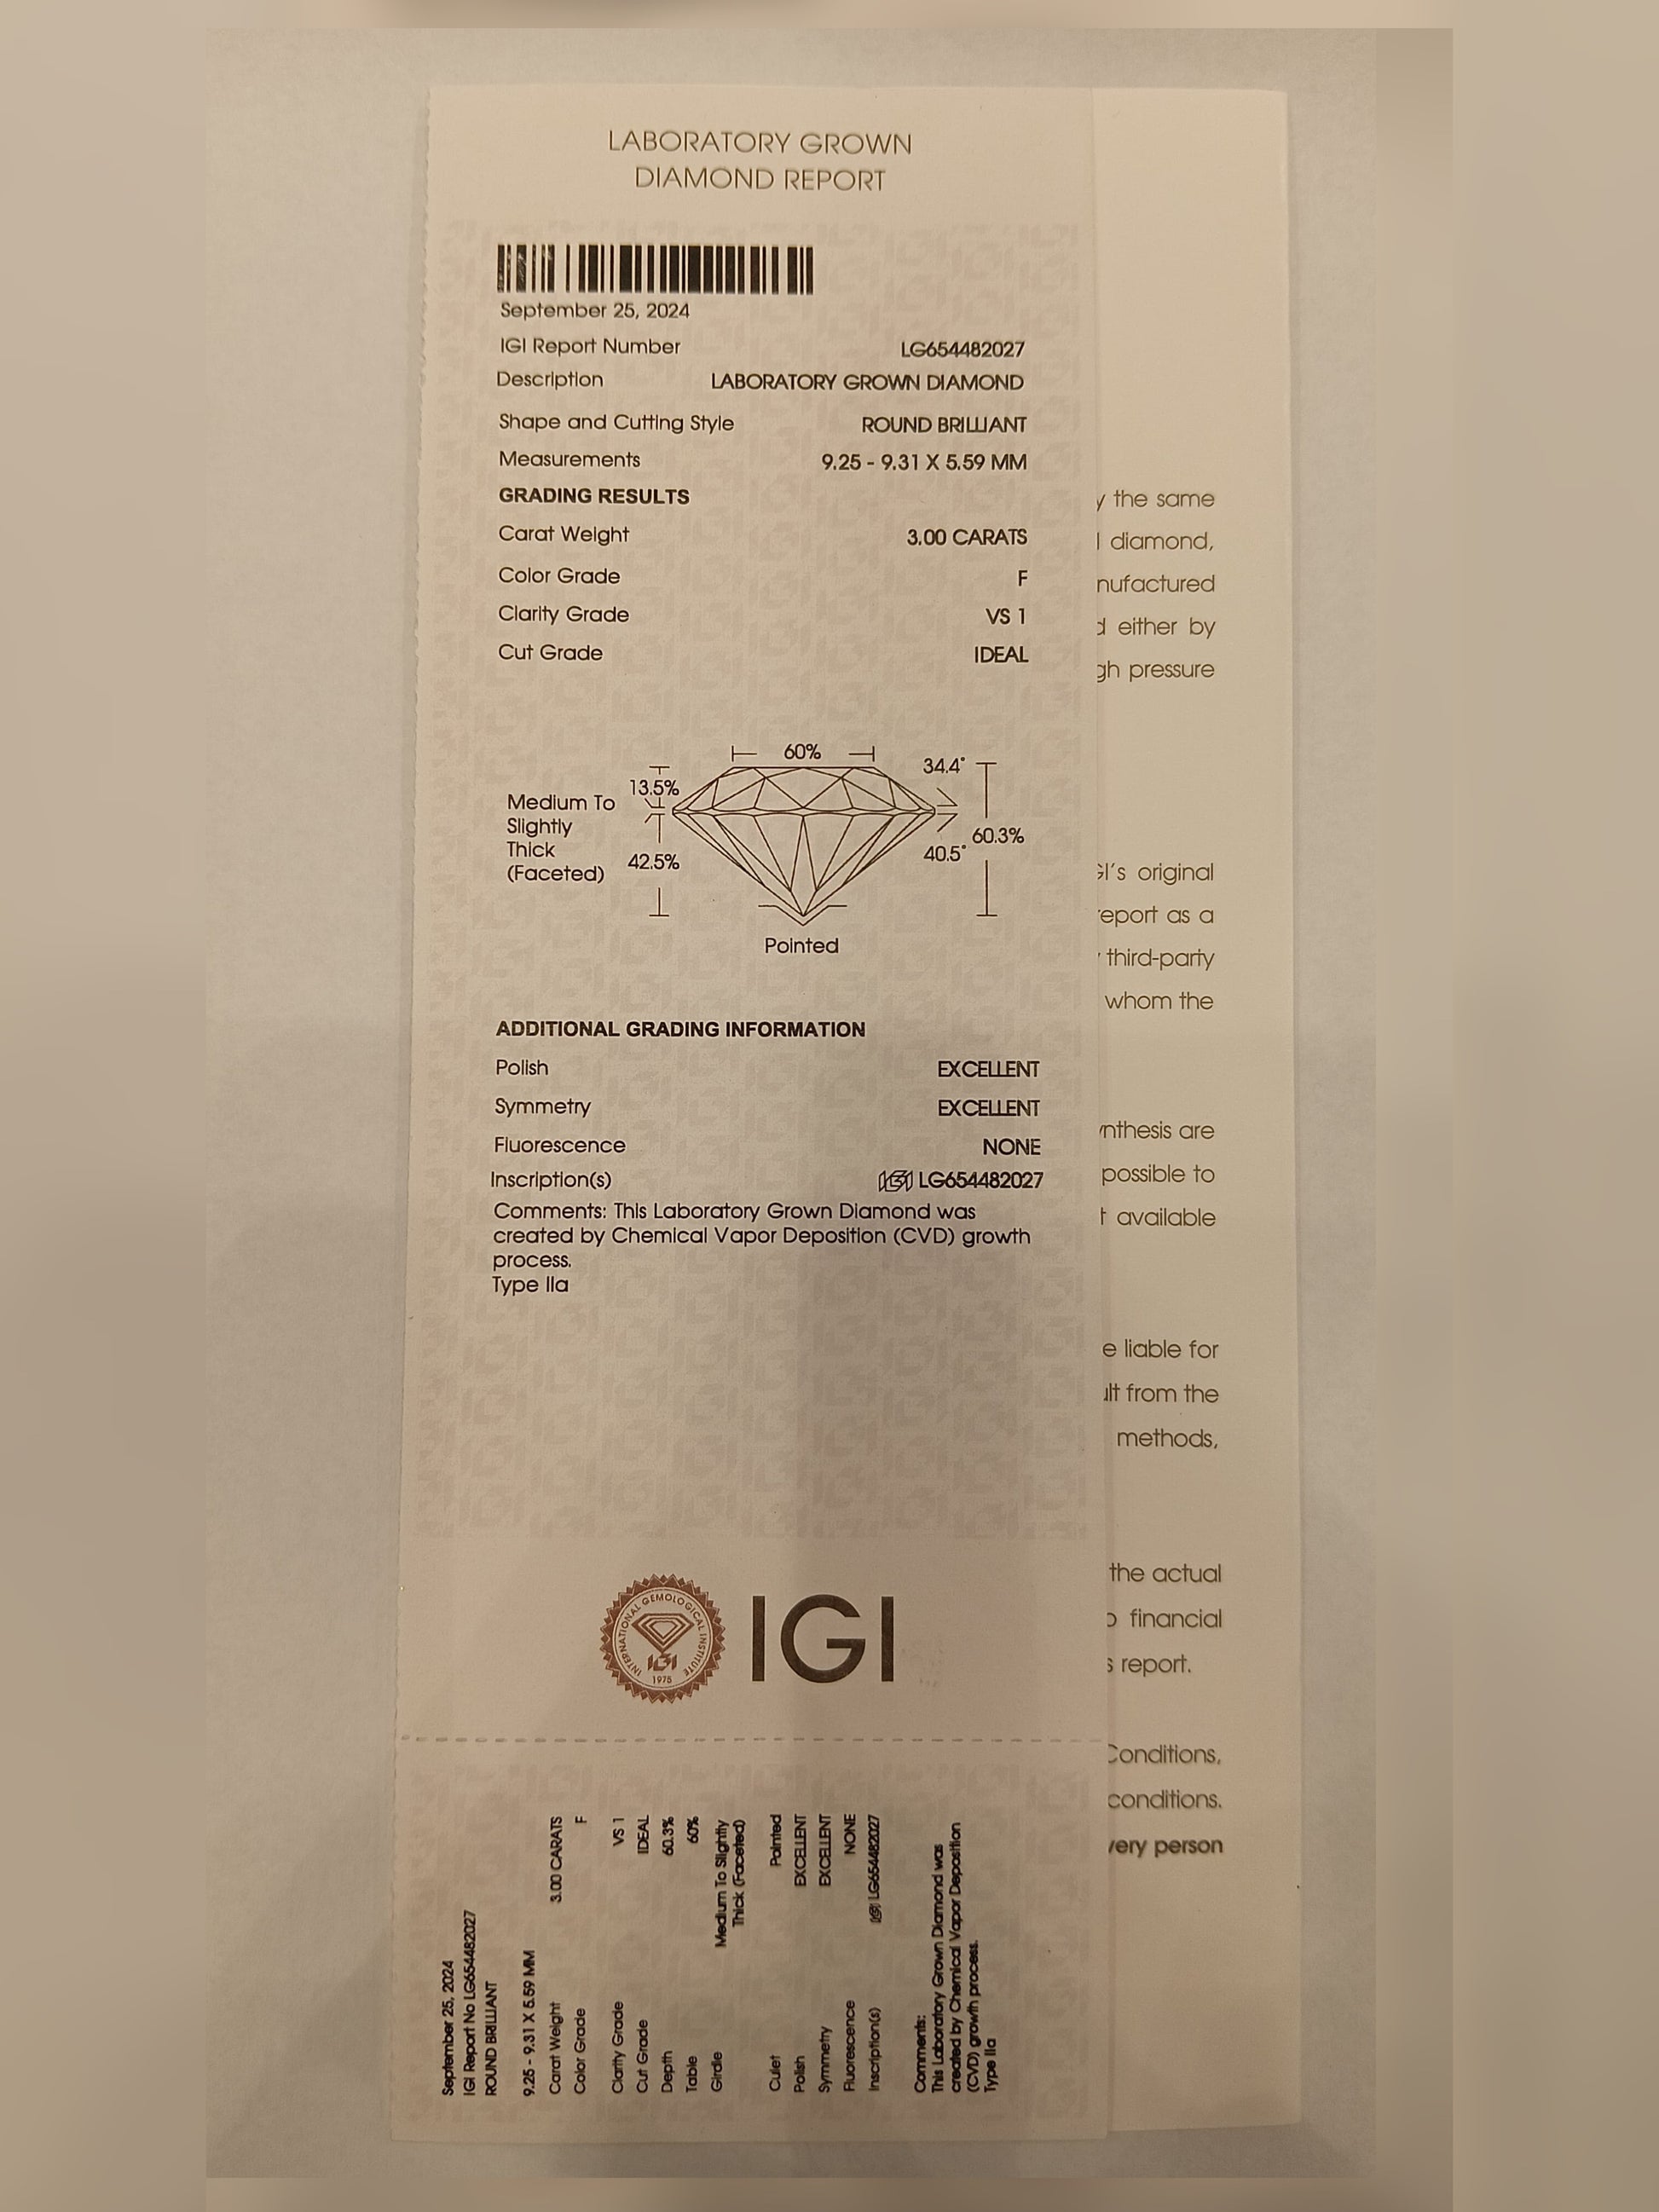 LABORATORY GROWN
DIAMOND REPORT
September 25, 2024
IGI Report Number LG654482027
Description LABORATORY GROWN DIAMOND
Shape and Cutting Style ROUND BRILLIANT
Measurements 9.25 - 9.31 X 5.59 MM
GRADING RESULTS
Carat Weight 3.00 CARATS
Color Grade F
Clarity Grade VS 1
Cut Grade IDEAL
60%
34.4°
13.5%
Medium To
Slightly
Thick
(Faceted)
60.3%
40.5°
42.5%
Pointed
ADDITIONAL GRADING INFORMATION
Polish EXCELLENT
Symmetry EXCELLENT
Fluorescence NONE
Inscription(s) IGI LG654482027
Comments: This Laboratory Grown Diamond was
created by Chemical Vapor Deposition (CVD) growth
process.
Type IIa
INTERNATIONAL GEMOLOGICAL INSTITUTE
IGI
1975
IGI
September 25, 2024
IGI Report No LG654482027
ROUND BRILLIANT
9.25 - 9.31 X 5.59 MM
Carat Weight 3.00 CARATS
Color Grade F
Clarity Grade VS 1
Cut Grade IDEAL
Depth 60.3%
Table 60%
Girdle Medium To Slightly
Thick (Faceted)
Culet Pointed
Polish EXCELLENT
Symmetry EXCELLENT
Fluorescence NONE
Inscription(s) IGI LG654482027
Comments:
This Laboratory Grown Diamond was
created by Chemical Vapor Deposition
(CVD) growth process.
Type IIa
the same
diamond,
either by
pressure
original
as a
third-party
whom the
are
possible to
available
liable for
from the
methods,
the actual
financial
report.
Conditions,
conditions.
person